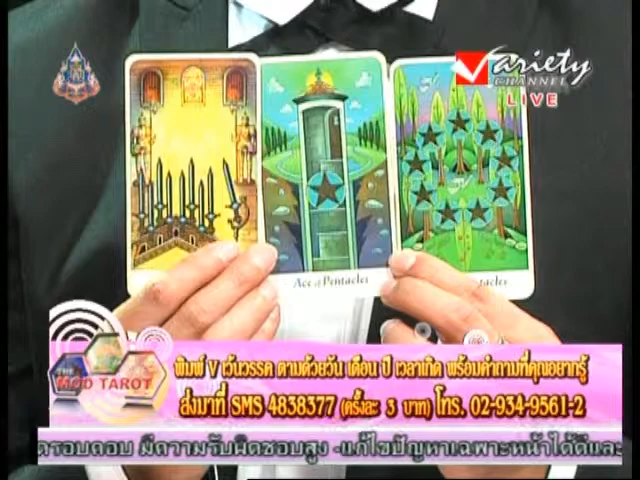 Variety
CHANNEL
LIVE
Ace of Pentacles
THE
MOD TAROT
พิมพ์ V เว้นวรรค ตามด้วยวัน เดือน ปี เวลาเกิด พร้อมคำถามที่คุณอยากรู้
ส่งมาที่ SMS 4838377 (ครั้งละ 3 บาท) โทร. 02-934-9561-2
รอบคอบ มีความรับผิดชอบสูง -แก้ไขปัญหาเฉพาะหน้าได้ดีและ